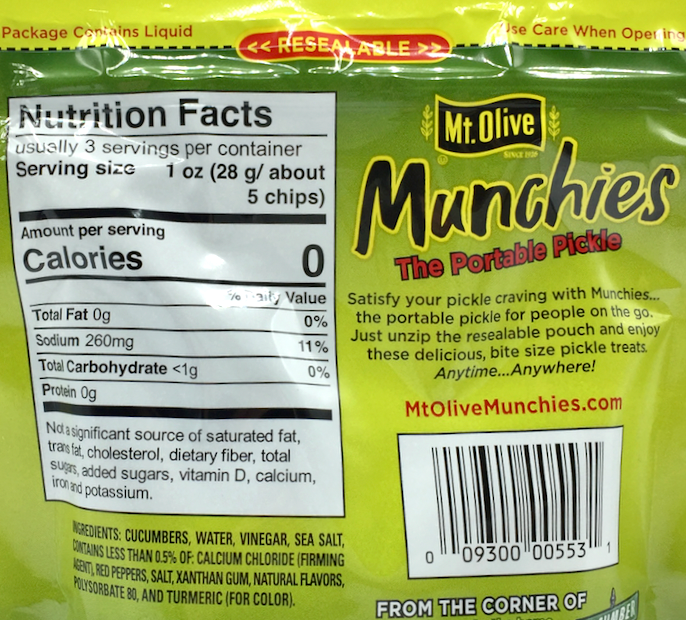 Package Contains Liquid
<< RESEALABLE >>
Use Care When Opening
Nutrition Facts
usually 3 servings per container
Serving size 1 oz (28 g/ about
5 chips)
Amount per serving
Calories 0
% Daily Value
Total Fat 0g 0%
Sodium 260mg 11%
Total Carbohydrate <1g 0%
Protein 0g
Not a significant source of saturated fat,
trans fat, cholesterol, dietary fiber, total
sugars, added sugars, vitamin D, calcium,
iron and potassium.
INGREDIENTS: CUCUMBERS, WATER, VINEGAR, SEA SALT,
CONTAINS LESS THAN 0.5% OF: CALCIUM CHLORIDE (FIRMING
AGENT), RED PEPPERS, SALT, XANTHAN GUM, NATURAL FLAVORS,
POLYSORBATE 80, AND TURMERIC (FOR COLOR).
Mt. Olive
SINCE 1926
Munchies
The Portable Pickle
Satisfy your pickle craving with Munchies...
the portable pickle for people on the go.
Just unzip the resealable pouch and enjoy
these delicious, bite size pickle treats.
Anytime...Anywhere!
MtOliveMunchies.com
0 09300 00553 1
FROM THE CORNER OF